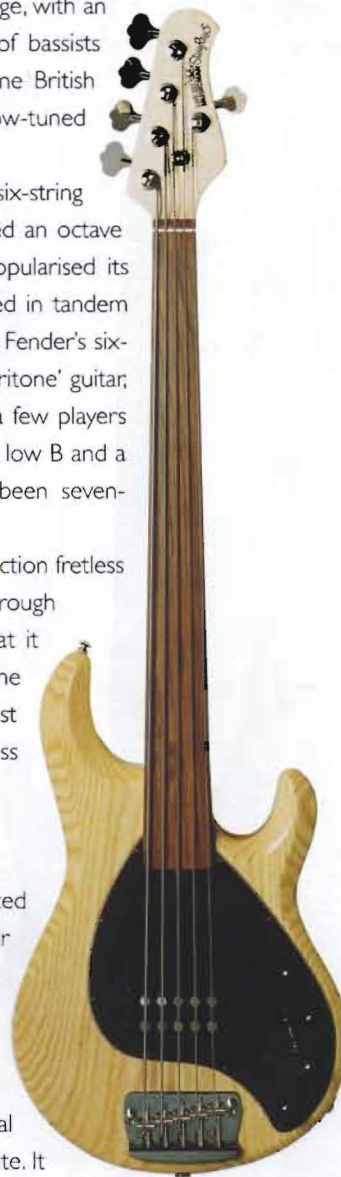 ge, with an
of bassists
ne British
ow-tuned
six-string
ed an octave
opularised its
ed in tandem
Fender's six-
ritone' guitar,
a few players
low B and a
been seven-
ction fretless
rough
at it
ne
st
ss
ted
r
al
te. It